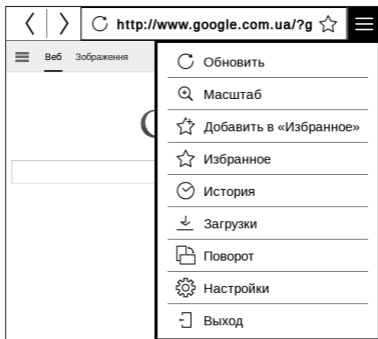 http://www.google.com.ua/?g
Веб Зображення
Обновить
Масштаб
Добавить в «Избранное»
Избранное
История
Загрузки
Поворот
Настройки
Выход